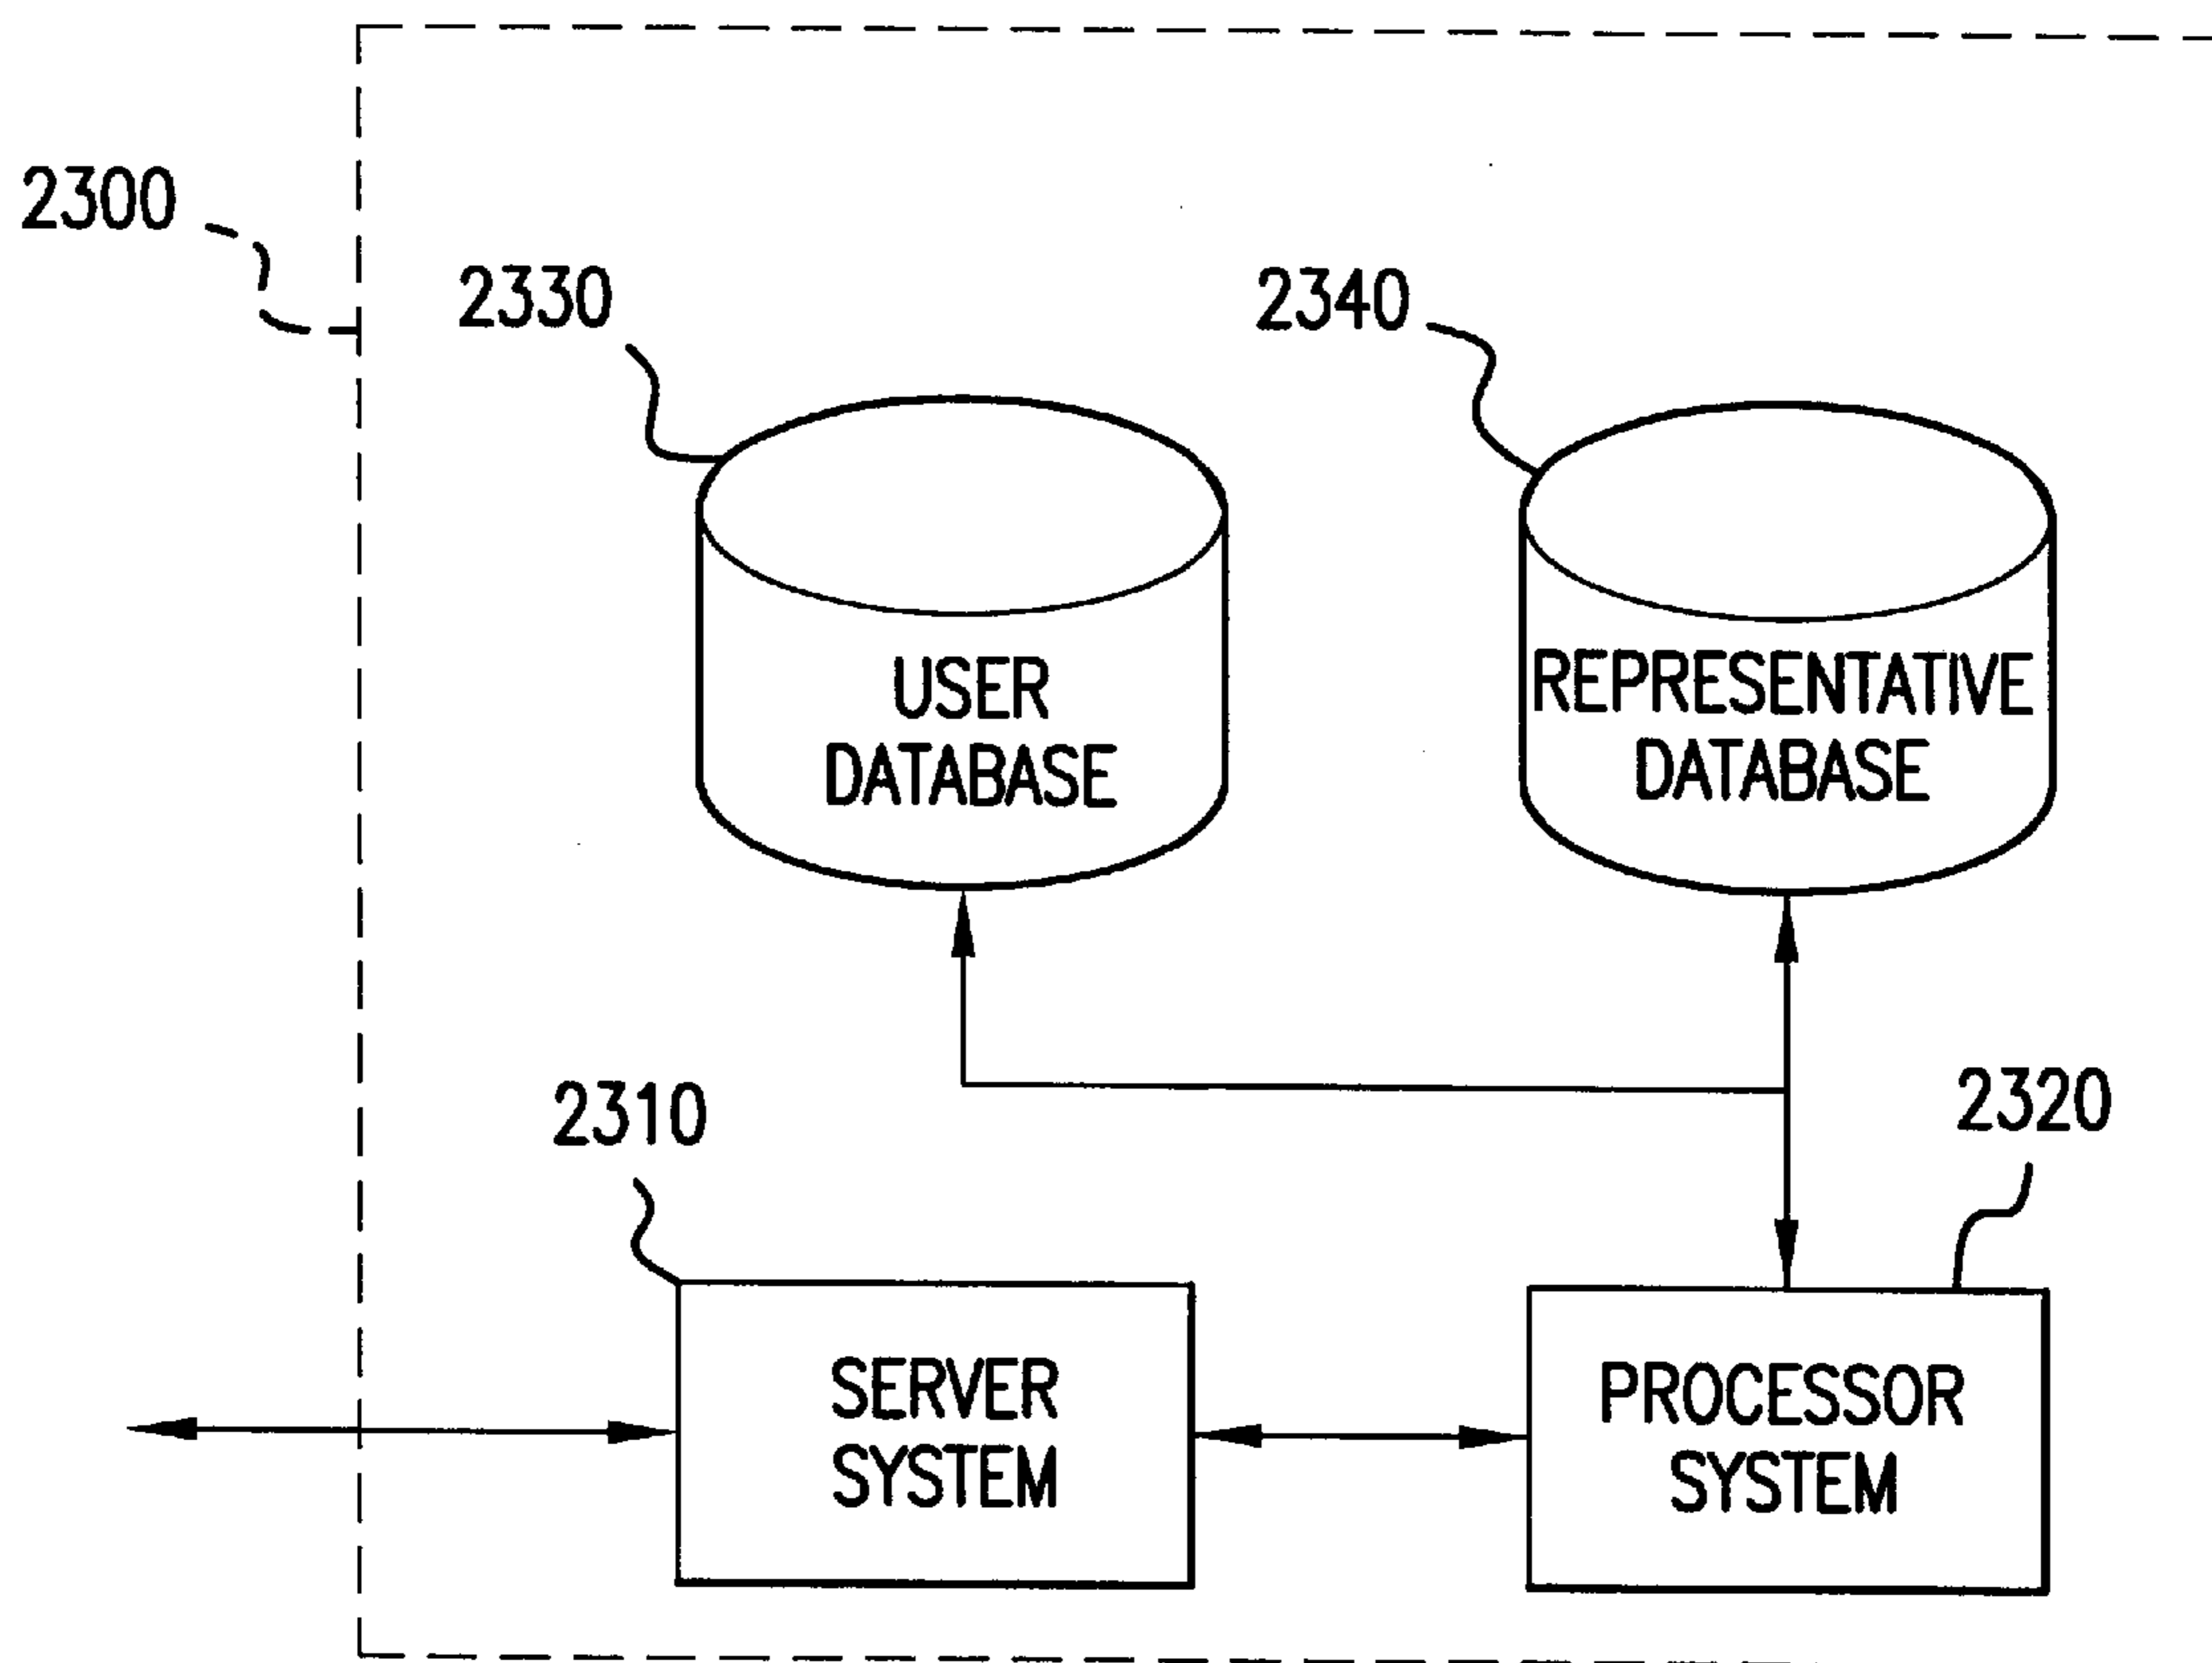 2300
2330
2340
USER
DATABASE
REPRESENTATIVE
DATABASE
2310
2320
SERVER
SYSTEM
PROCESSOR
SYSTEM